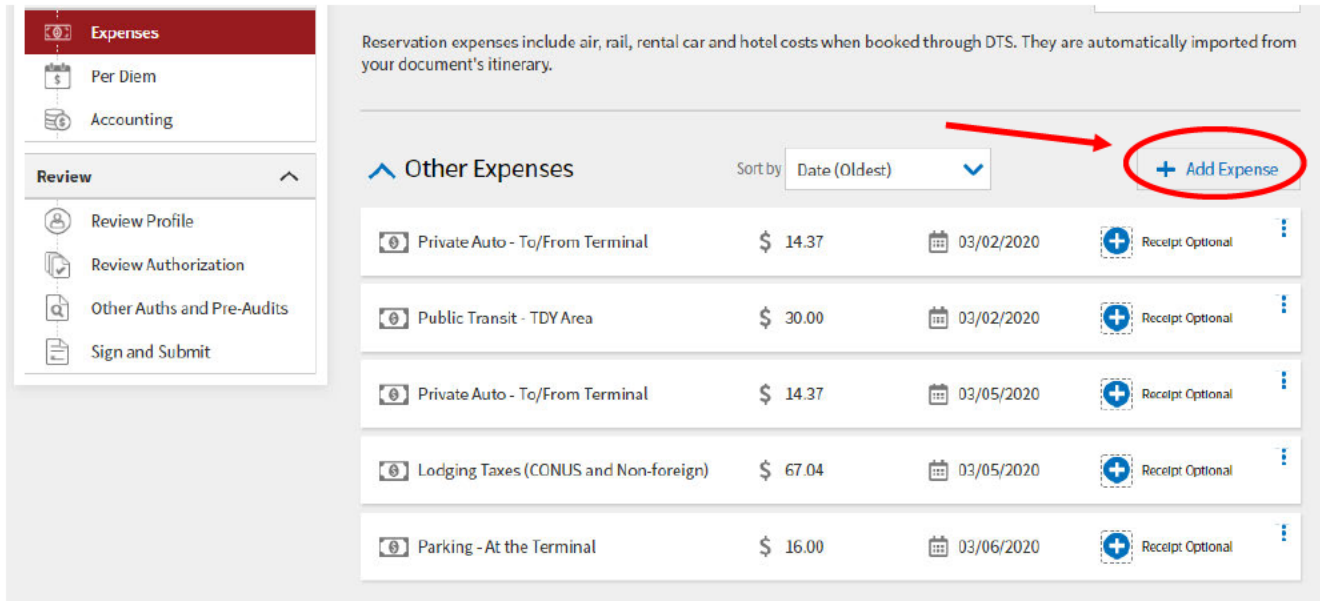 Expenses
Per Diem
Accounting
Review
Review Profile
Review Authorization
Other Auths and Pre-Audits
Sign and Submit
Reservation expenses include air, rail, rental car and hotel costs when booked through DTS. They are automatically imported from
your document's itinerary.
Other Expenses Sort by Date (Oldest) + Add Expense
Private Auto - To/From Terminal $ 14.37 03/02/2020 Receipt Optional
Public Transit - TDY Area $ 30.00 03/02/2020 Receipt Optional
Private Auto - To/From Terminal $ 14.37 03/05/2020 Receipt Optional
Lodging Taxes (CONUS and Non-foreign) $ 67.04 03/05/2020 Receipt Optional
Parking - At the Terminal $ 16.00 03/06/2020 Receipt Optional